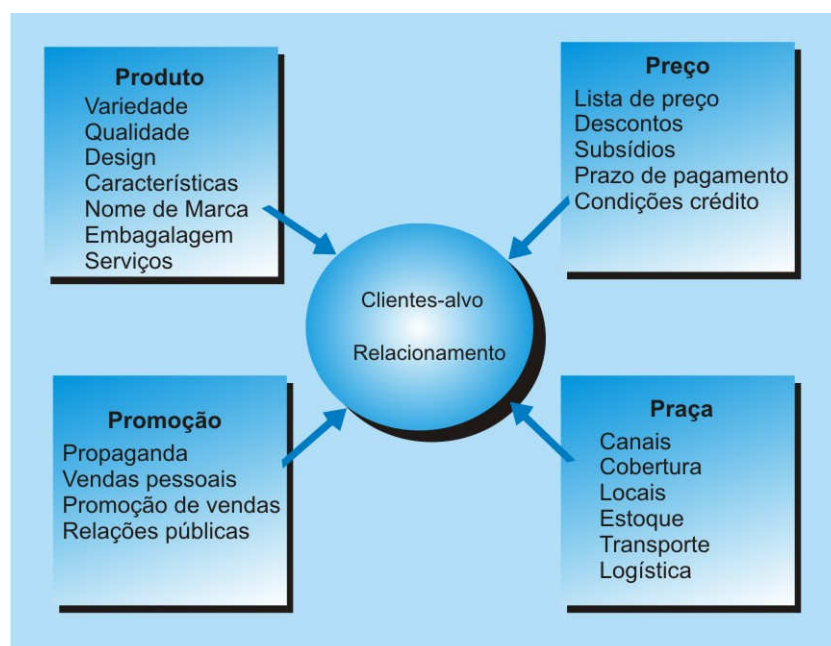 Produto
Variedade
Qualidade
Design
Características
Nome de Marca
Embagalagem
Serviços
Preço
Lista de preço
Descontos
Subsídios
Prazo de pagamento
Condições crédito
Clientes-alvo
Relacionamento
Promoção
Propaganda
Vendas pessoais
Promoção de vendas
Relações públicas
Praça
Canais
Cobertura
Locais
Estoque
Transporte
Logística